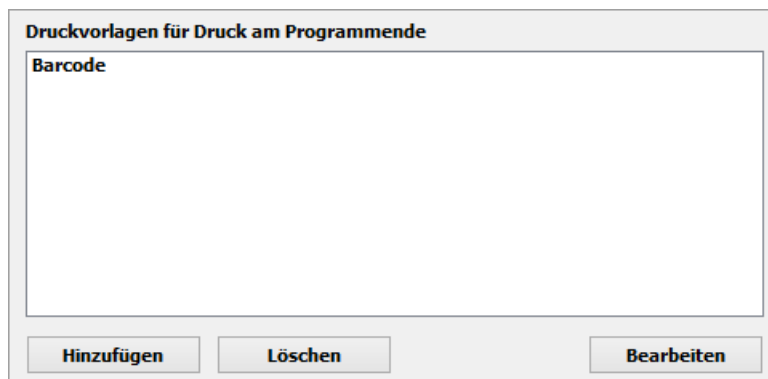 Druckvorlagen für Druck am Programmende
Barcode
Hinzufügen Löschen Bearbeiten